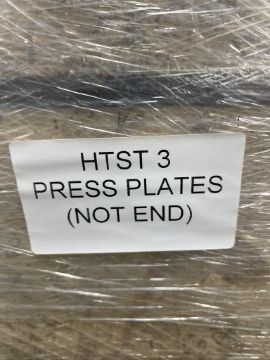 HTST 3
PRESS PLATES
(NOT END)